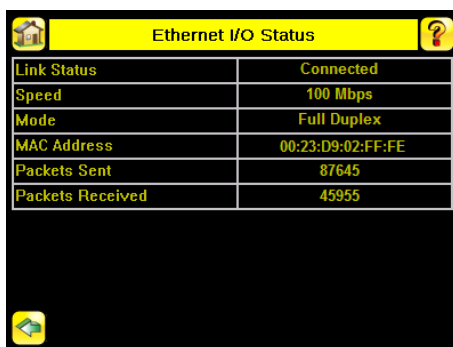 Ethernet I/O Status
?
Link Status Connected
Speed 100 Mbps
Mode Full Duplex
MAC Address 00:23:D9:02:FF:FE
Packets Sent 87645
Packets Received 45955